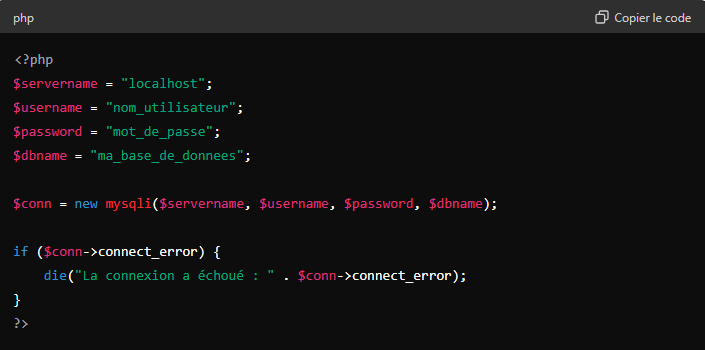 php
Copier le code
<?php
$servername = "localhost";
$username = "nom_utilisateur";
$password = "mot_de_passe";
$dbname = "ma_base_de_donnees";
$conn = new mysqli($servername, $username, $password, $dbname);
if ($conn->connect_error) {
    die("La connexion a échoué : " . $conn->connect_error);
}
?>